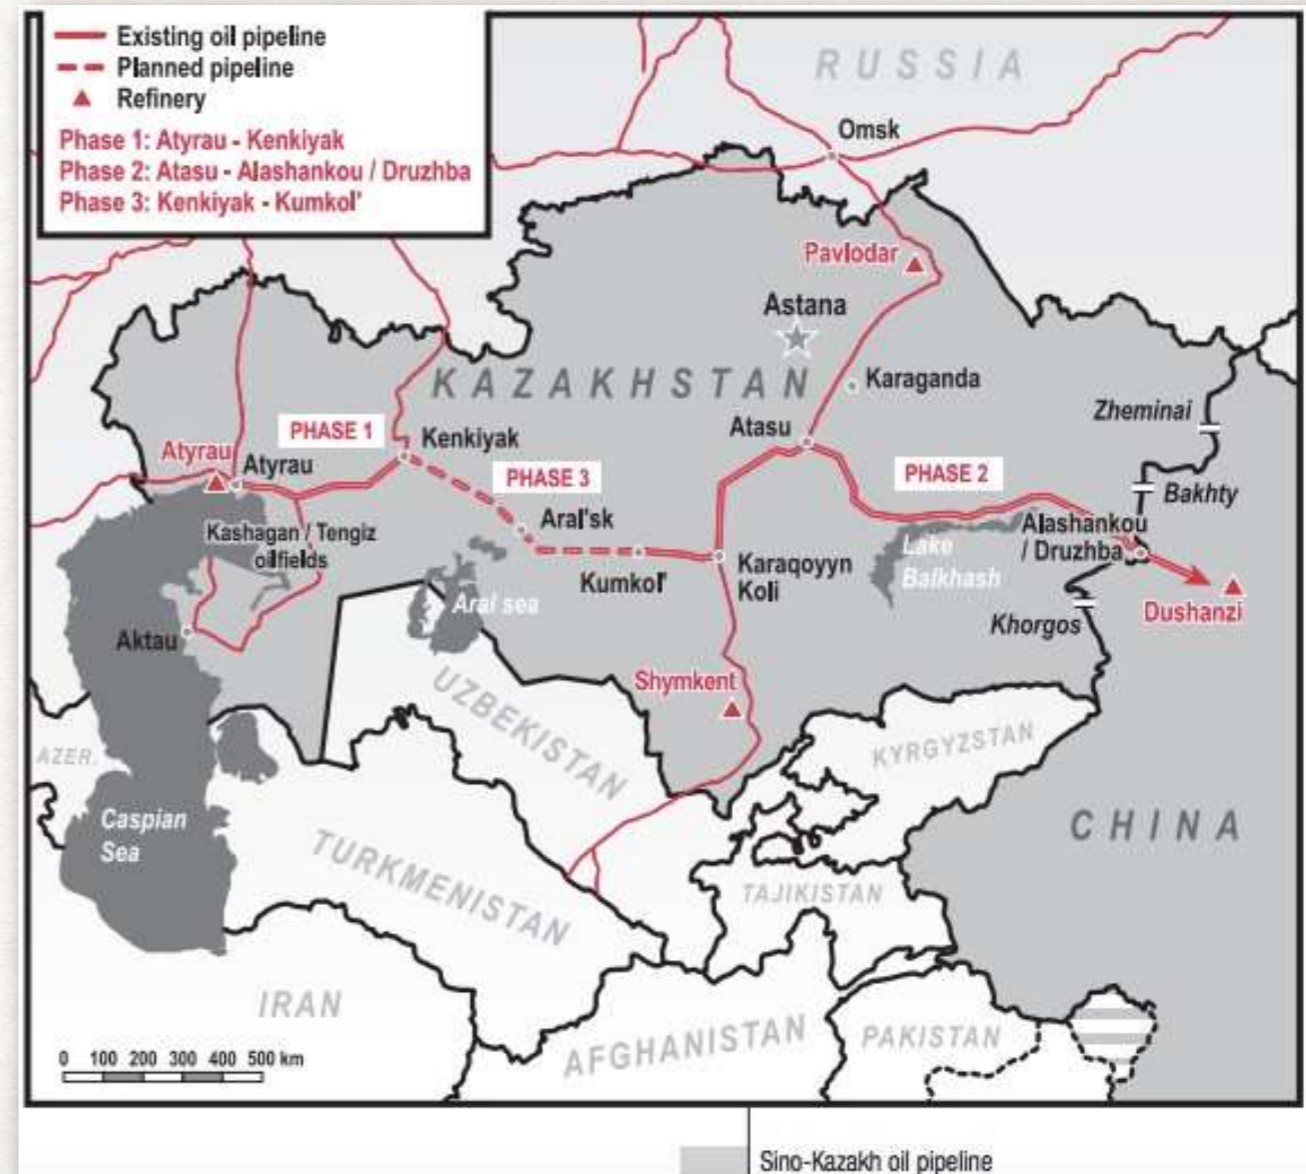 Existing oil pipeline
Planned pipeline
Refinery
Phase 1: Atyrau - Kenkiyak
Phase 2: Atasu - Alashankou / Druzhba
Phase 3: Kenkiyak - Kumkol'
RUSSIA
Omsk
Pavlodar
Astana
KAZAKHSTAN
Karaganda
Zheminai
PHASE 1
Kenkiyak
Atasu
Atyrau
Atyrau
PHASE 3
PHASE 2
Bakhty
Aral'sk
Kashagan / Tengiz
oilfields
Alashankou
/ Druzhba
Lake
Balkhash
Kumkol'
Karaqoyyn
Koli
Aral sea
Khorgos
Dushanzi
Aktau
Shymkent
UZBEKISTAN
KYRGYZSTAN
AZER.
Caspian
Sea
CHINA
TURKMENISTAN
TAJIKISTAN
IRAN
AFGHANISTAN
PAKISTAN
0 100 200 300 400 500 km
Sino-Kazakh oil pipeline